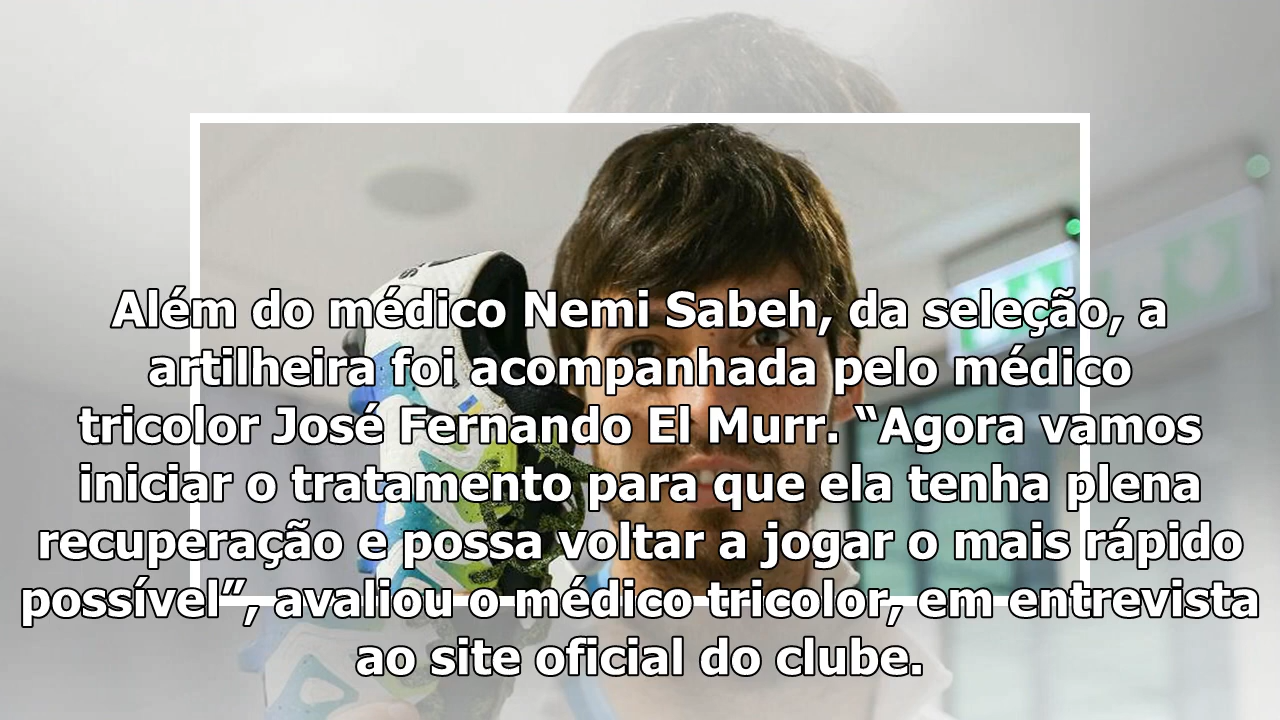 Além do médico Nemi Sabeh, da seleção, a
artilheira foi acompanhada pelo médico
tricolor José Fernando El Murr. “Agora vamos
iniciar o tratamento para que ela tenha plena
recuperação e possa voltar a jogar o mais rápido
possível”, avaliou o médico tricolor, em entrevista
ao site oficial do clube.